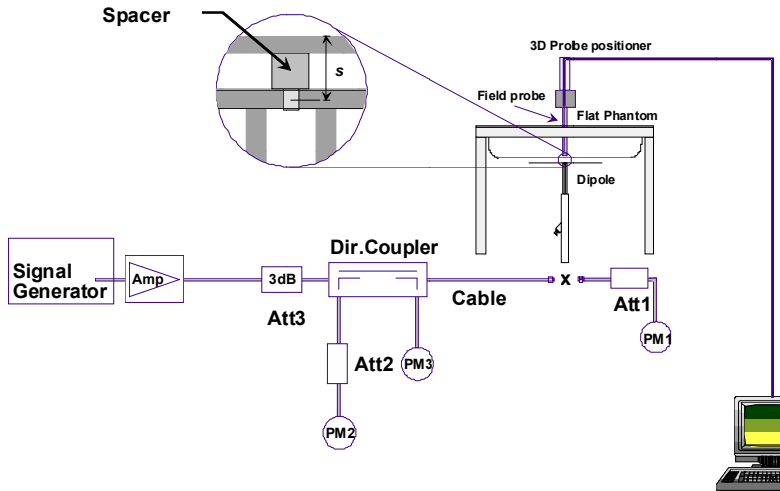 Spacer
s
3D Probe positioner
Field probe
Flat Phantom
Dipole
Dir.Coupler
Signal
Generator
Amp
3dB
Att3
Cable
x
Att1
PM1
Att2
PM3
PM2